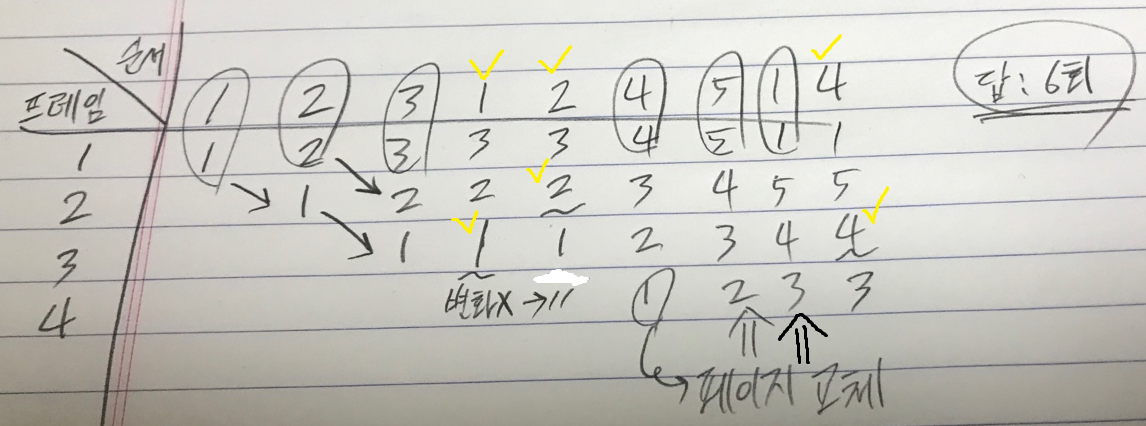 순서
프레임 1 2 3 1 2 4 5 1 4 답: 6회
1 1 2 3 3 3 4 5 1 1
2 1 2 2 2 3 4 5 5
3 1 1 1 2 3 4 4
4 변화X → 〃 1 2 3 3
페이지 교체